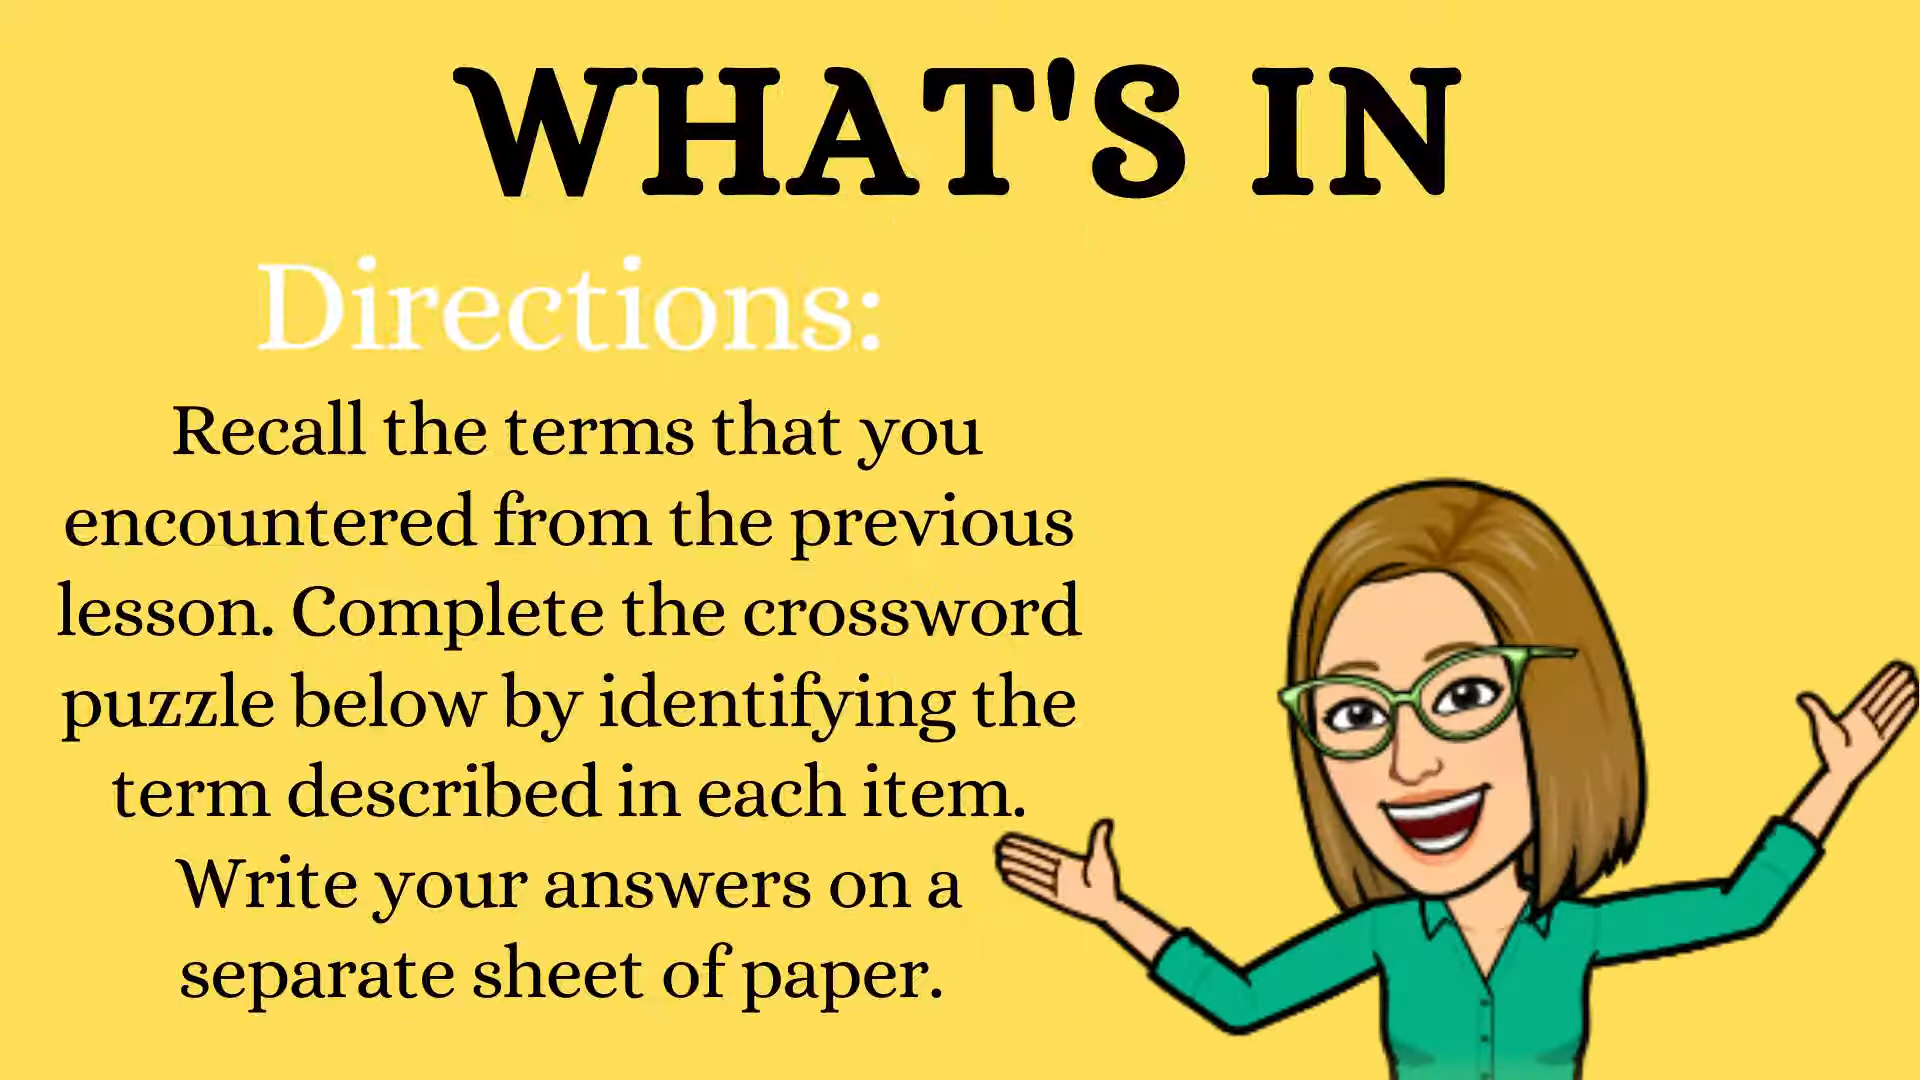 WHAT'S IN
Directions:
Recall the terms that you
encountered from the previous
lesson. Complete the crossword
puzzle below by identifying the
term described in each item.
Write your answers on a
separate sheet of paper.